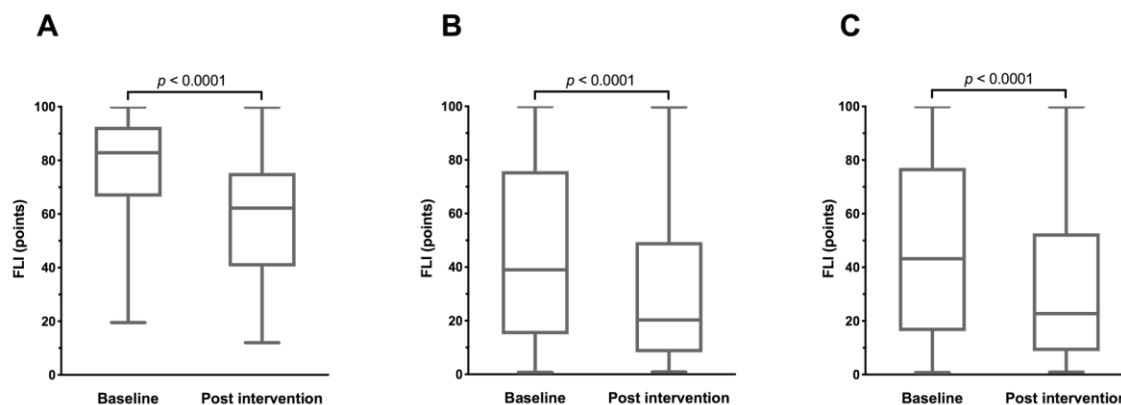 A
p < 0.0001
100
80
60
40
20
0
FLI (points)
Baseline Post intervention
B
p < 0.0001
100
80
60
40
20
0
FLI (points)
Baseline Post intervention
C
p < 0.0001
100
80
60
40
20
0
FLI (points)
Baseline Post intervention